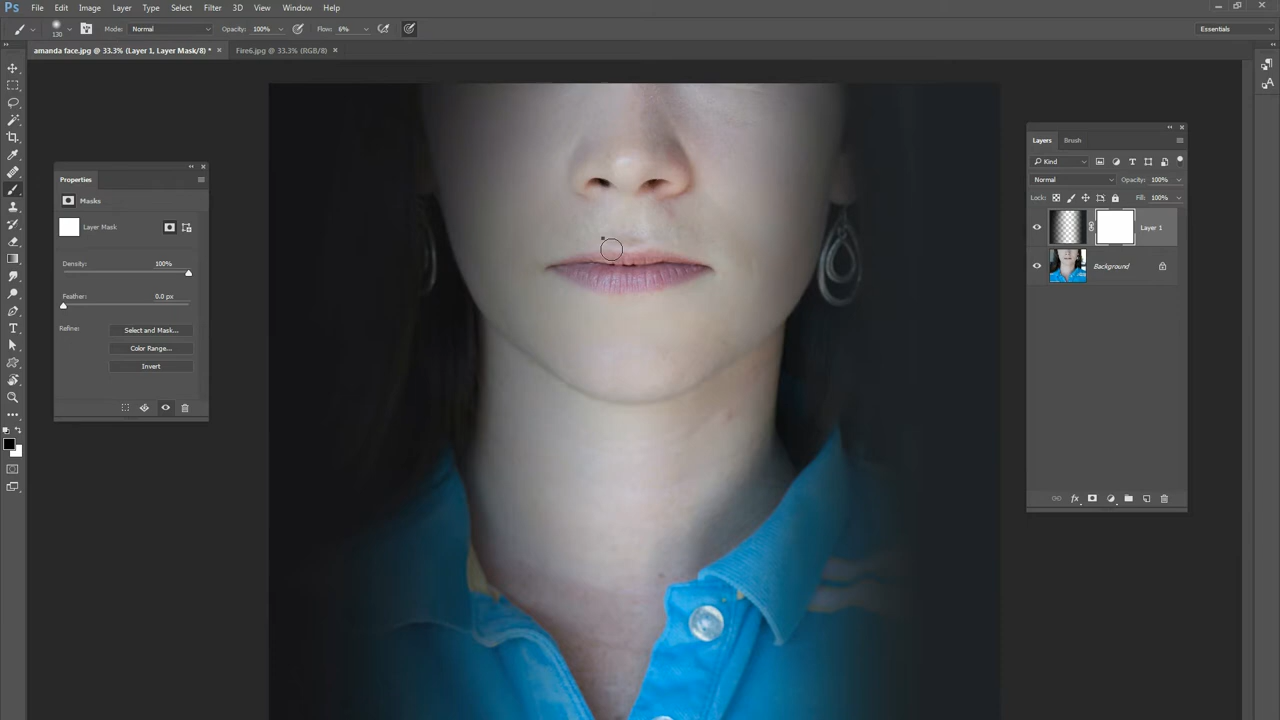 Ps File Edit Image Layer Type Select Filter 3D View Window Help
130 Mode: Normal Opacity: 100% Flow: 6% Essentials
amanda face.jpg @ 33.3% (Layer 1, Layer Mask/8) * × Fire6.jpg @ 33.3% (RGB/8) ×
Properties
Masks
Layer Mask
Density: 100%
Feather: 0.0 px
Refine: Select and Mask...
Color Range...
Invert
Layers Brush
Kind
Normal Opacity: 100%
Lock: Fill: 100%
Layer 1
Background